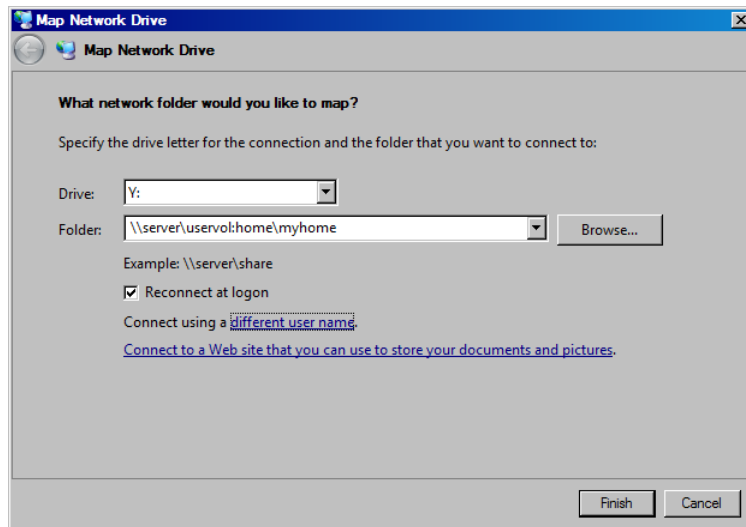 Map Network Drive
Map Network Drive
What network folder would you like to map?
Specify the drive letter for the connection and the folder that you want to connect to:
Drive: Y:
Folder: \\server\uservol:home\myhome Browse...
Example: \\server\share
Reconnect at logon
Connect using a different user name.
Connect to a Web site that you can use to store your documents and pictures.
Finish Cancel